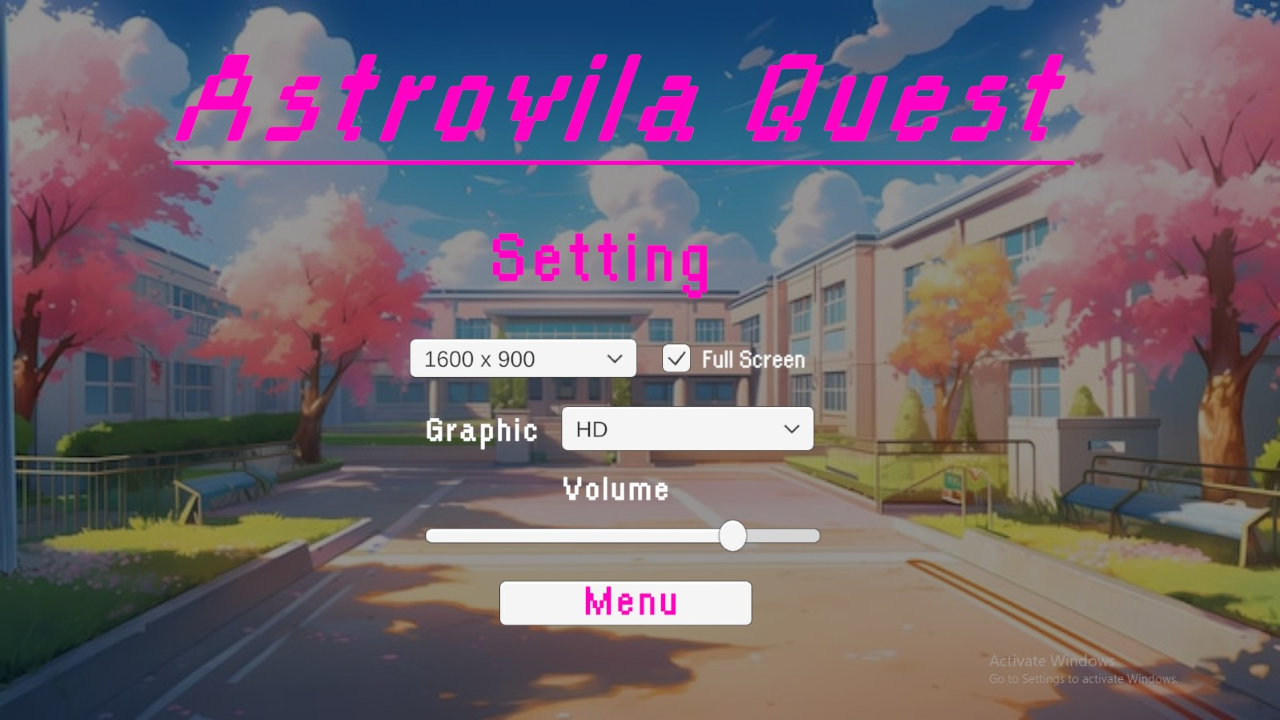 Astrovila Quest
Setting
1600 x 900
Full Screen
Graphic
HD
Volume
Menu
Activate Windows
Go to Settings to activate Windows.